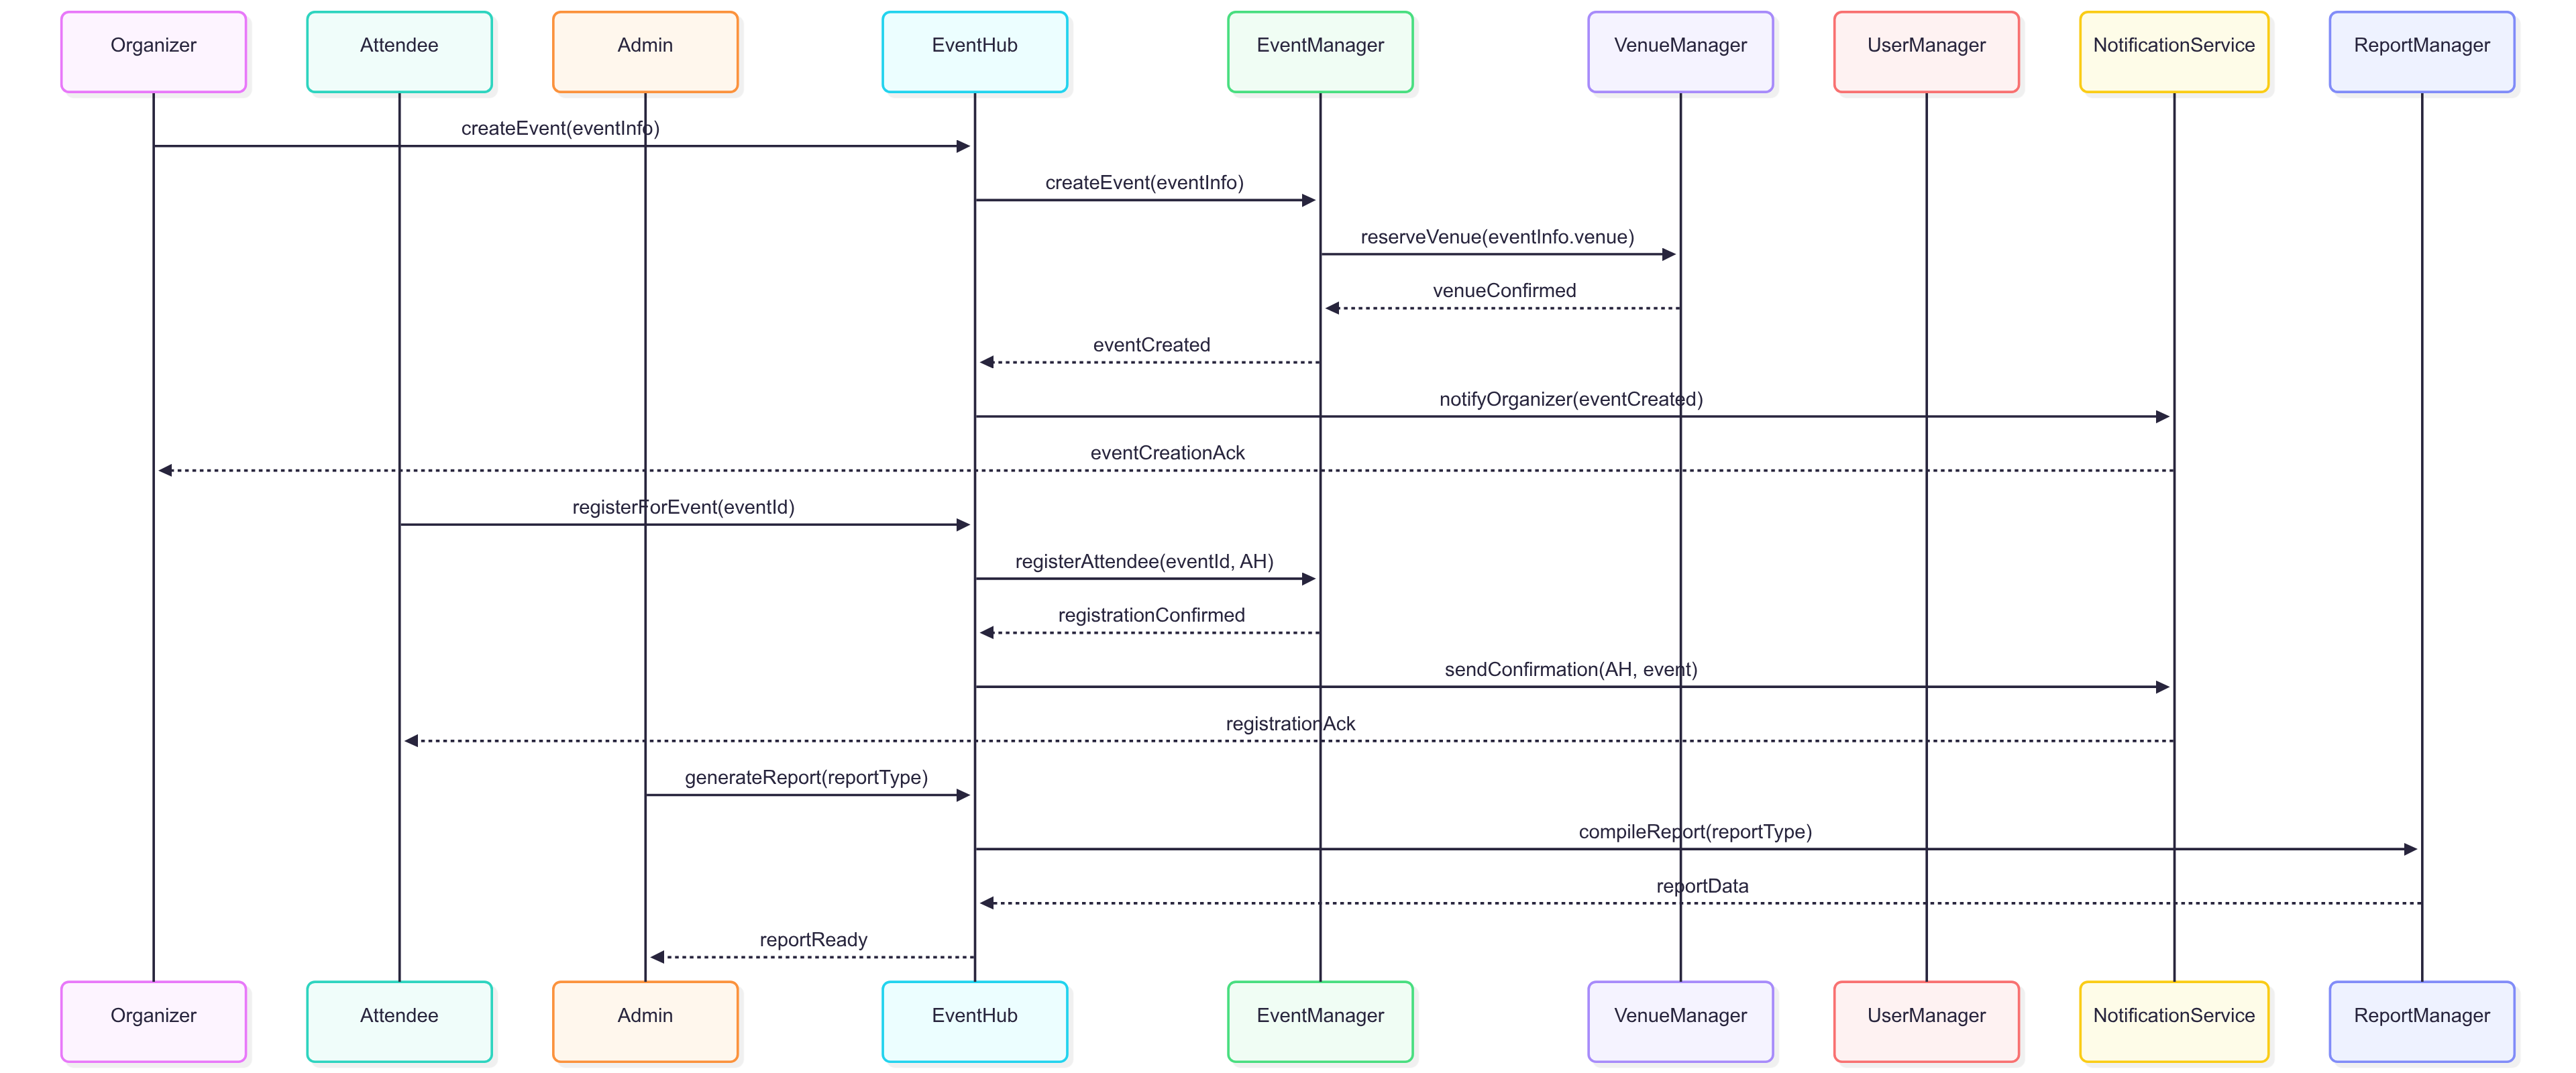 Organizer
Attendee
Admin
EventHub
EventManager
VenueManager
UserManager
NotificationService
ReportManager
createEvent(eventInfo)
createEvent(eventInfo)
reserveVenue(eventInfo.venue)
venueConfirmed
eventCreated
notifyOrganizer(eventCreated)
eventCreationAck
registerForEvent(eventId)
registerAttendee(eventId, AH)
registrationConfirmed
sendConfirmation(AH, event)
registrationAck
generateReport(reportType)
compileReport(reportType)
reportData
reportReady
Organizer
Attendee
Admin
EventHub
EventManager
VenueManager
UserManager
NotificationService
ReportManager